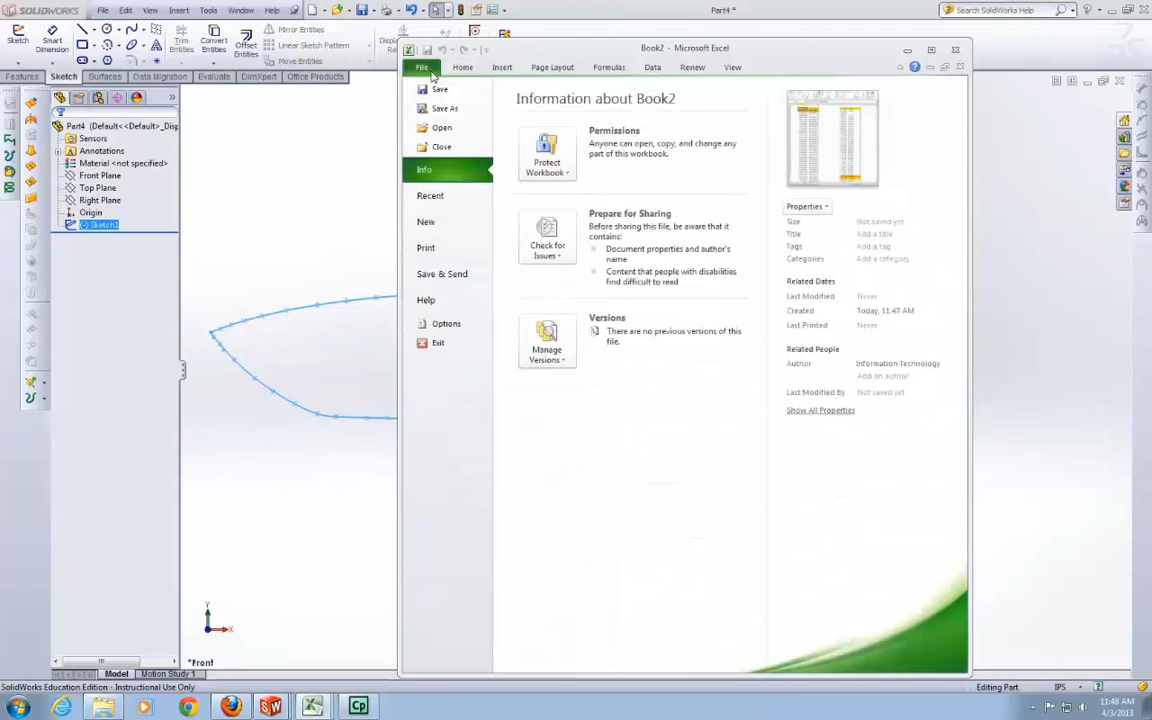 SOLIDWORKS File Edit View Insert Tools Window Help Part4 * Search SolidWorks Help
Sketch Smart Dimension Trim Entities Convert Entities Offset Entities Mirror Entities
Linear Sketch Pattern
Features Sketch Surfaces Data Migration Evaluate DimXpert Office Products
Part4 (Default<<Default>_Disp
Sensors
Annotations
Material <not specified>
Front Plane
Top Plane
Right Plane
Origin
(-) Sketch1
Book2 - Microsoft Excel
File Home Insert Page Layout Formulas Data Review View
Save
Save As
Open
Close
Info
Recent
New
Print
Save & Send
Help
Options
Exit
Information about Book2
Protect Workbook
Permissions
Anyone can open, copy, and change any
part of this workbook.
Check for Issues
Prepare for Sharing
Before sharing this file, be aware that it
contains:
Document properties and author's
name
Content that people with disabilities
find difficult to read
Manage Versions
Versions
There are no previous versions of this
file.
Properties
Size Not saved yet
Title Add a title
Tags Add a tag
Categories Add a category
Related Dates
Last Modified Never
Created Today, 11:47 AM
Last Printed Never
Related People
Author Information Technology
Add an author
Last Modified By Not saved yet
Show All Properties
Y
X
*Front
Model Motion Study 1
SolidWorks Education Edition - Instructional Use Only Editing Part IPS
11:48 AM
4/3/2013